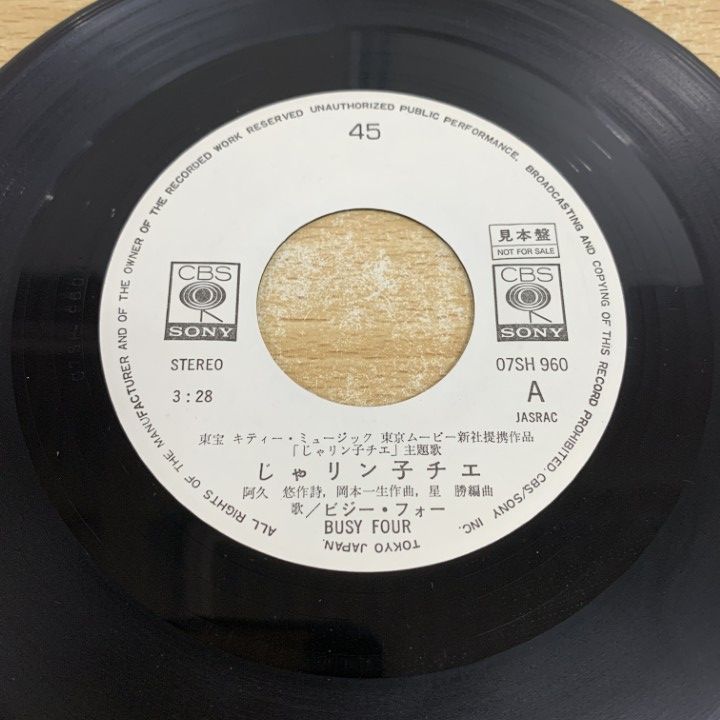 45
ALL RIGHTS OF THE MANUFACTURER AND OF THE OWNER OF THE RECORDED WORK RESERVED UNAUTHORIZED PUBLIC PERFORMANCE, BROADCASTING AND COPYING OF THIS RECORD PROHIBITED. CBS/SONY INC. TOKYO JAPAN.
見本盤
NOT FOR SALE
CBS
SONY
CBS
SONY
STEREO
07SH 960
3:28
A
JASRAC
東宝 キティー・ミュージック 東京ムービー新社提携作品
「じゃリン子チエ」主題歌
じゃリン子チエ
阿久 悠作詩, 岡本一生作曲, 星 勝編曲
歌/ビジー・フォー
BUSY FOUR